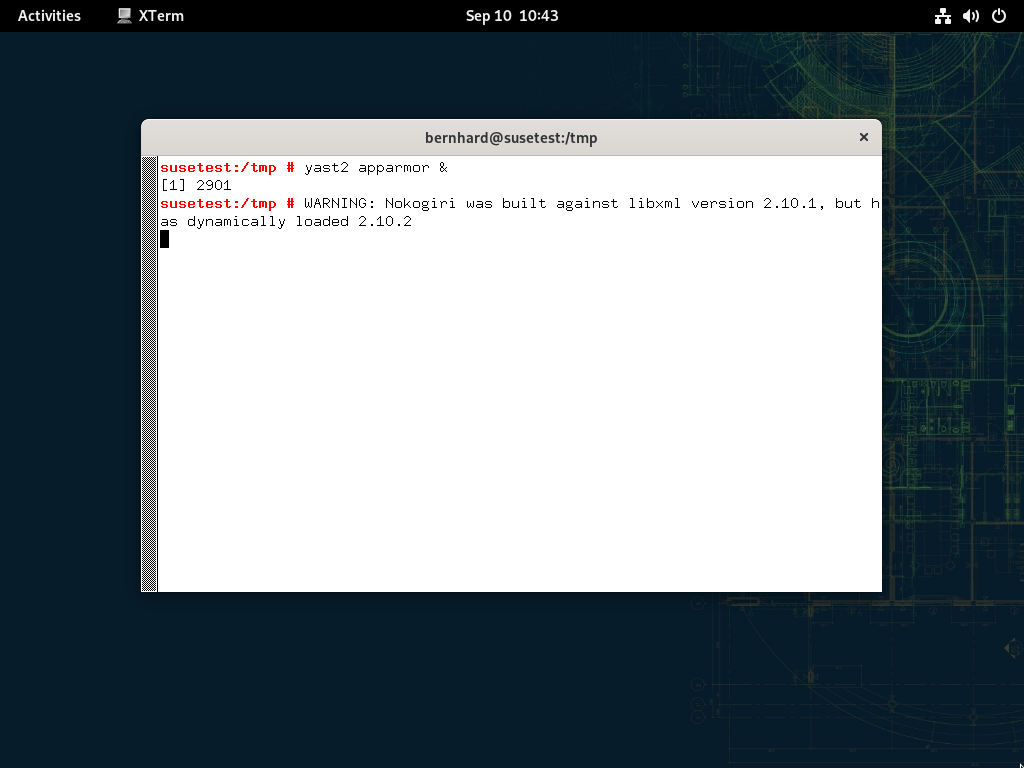 Activities
XTerm
Sep 10 10:43
bernhard@susetest:/tmp
susetest:/tmp # yast2 apparmor &
[1] 2901
susetest:/tmp # WARNING: Nokogiri was built against libxml version 2.10.1, but h
as dynamically loaded 2.10.2